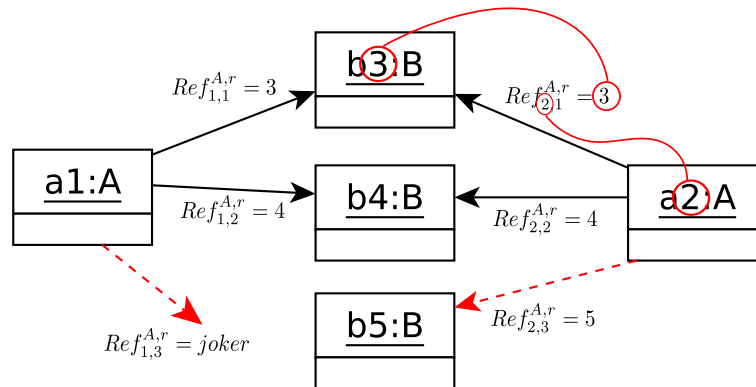 b3:B
Ref_{1,1}^{A,r} = 3
Ref_{2,1}^{A,r} = 3
a1:A
b4:B
a2:A
Ref_{1,2}^{A,r} = 4
Ref_{2,2}^{A,r} = 4
b5:B
Ref_{2,3}^{A,r} = 5
Ref_{1,3}^{A,r} = joker